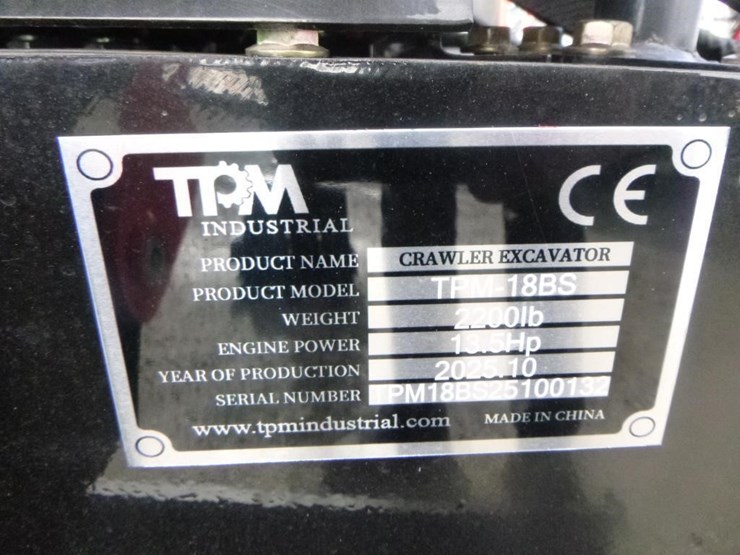 TPM
INDUSTRIAL
CE
PRODUCT NAME CRAWLER EXCAVATOR
PRODUCT MODEL TPM-18BS
WEIGHT 2200lb
ENGINE POWER 13.5Hp
YEAR OF PRODUCTION 2025.10
SERIAL NUMBER PM18BS25100132
www.tpmindustrial.com MADE IN CHINA